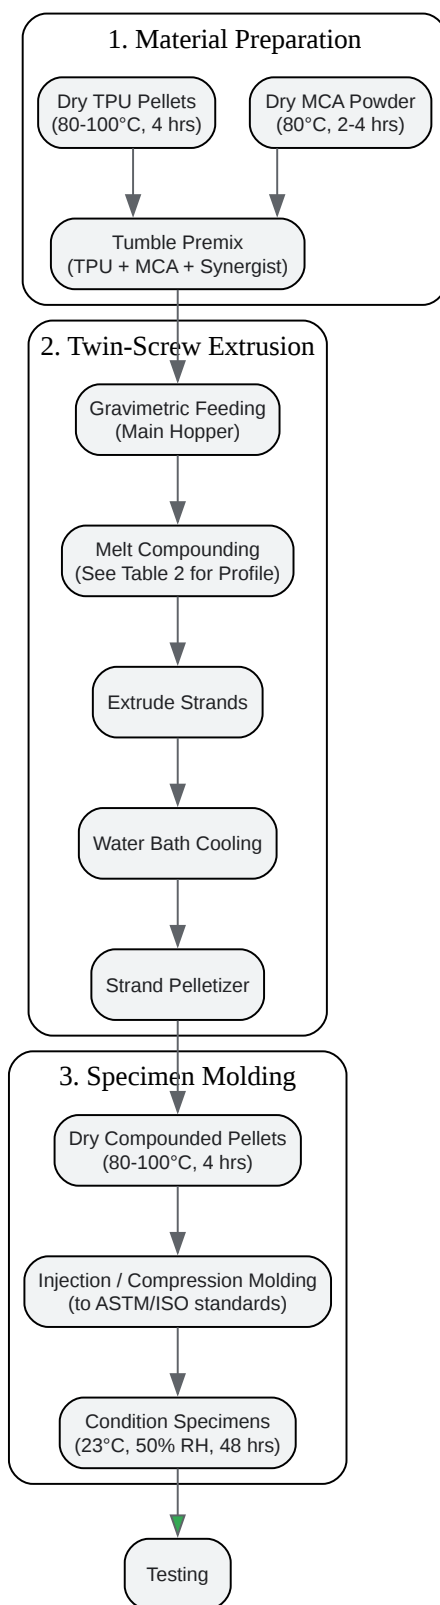 1. Material Preparation
Dry TPU Pellets
(80-100°C, 4 hrs)
Dry MCA Powder
(80°C, 2-4 hrs)
Tumble Premix
(TPU + MCA + Synergist)
2. Twin-Screw Extrusion
Gravimetric Feeding
(Main Hopper)
Melt Compounding
(See Table 2 for Profile)
Extrude Strands
Water Bath Cooling
Strand Pelletizer
3. Specimen Molding
Dry Compounded Pellets
(80-100°C, 4 hrs)
Injection / Compression Molding
(to ASTM/ISO standards)
Condition Specimens
(23°C, 50% RH, 48 hrs)
Testing